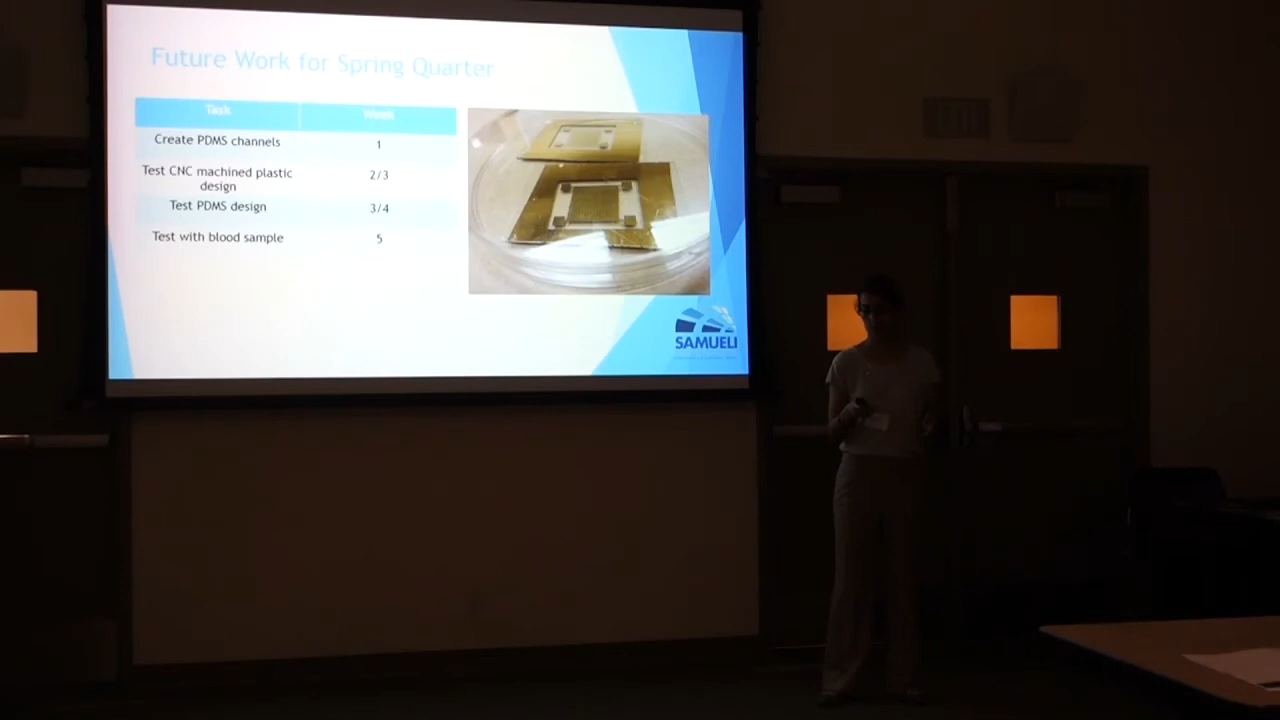 Future Work for Spring Quarter
Task Week
Create PDMS channels 1
Test CNC machined plastic
design 2/3
Test PDMS design 3/4
Test with blood sample 5
SAMUELI